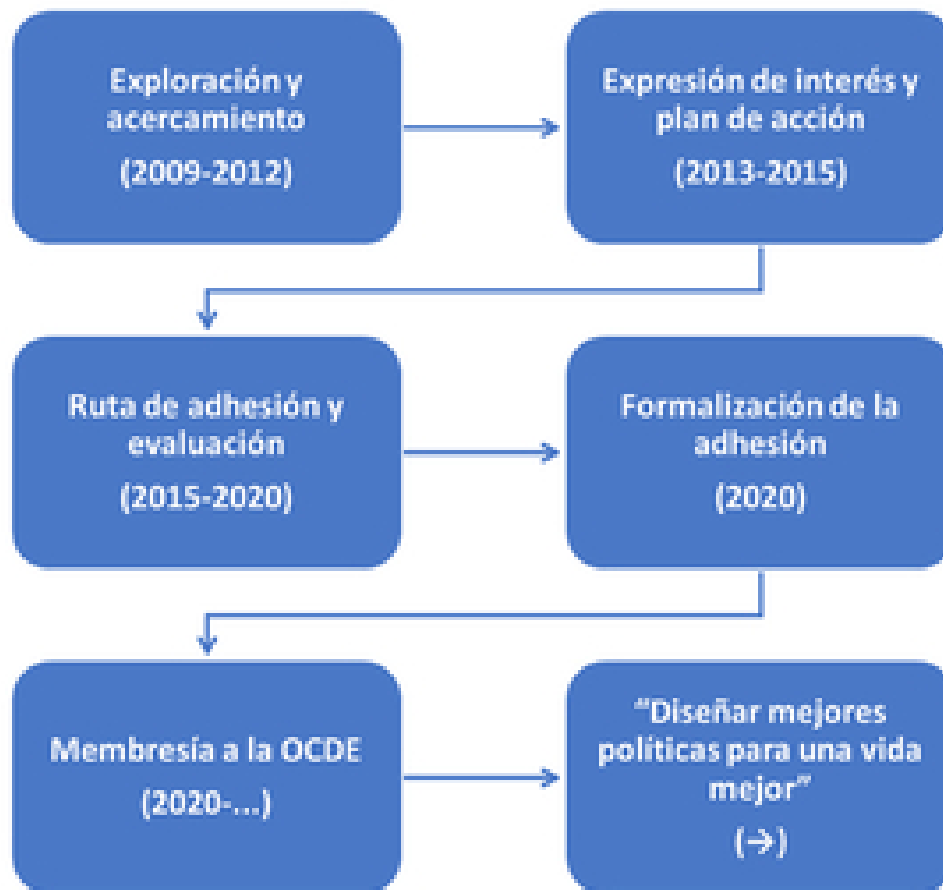 Exploración y
acercamiento
(2009-2012)
Expresión de interés y
plan de acción
(2013-2015)
Ruta de adhesión y
evaluación
(2015-2020)
Formalización de la
adhesión
(2020)
Membresía a la OCDE
(2020-...)
“Diseñar mejores
políticas para una vida
mejor”
(→)